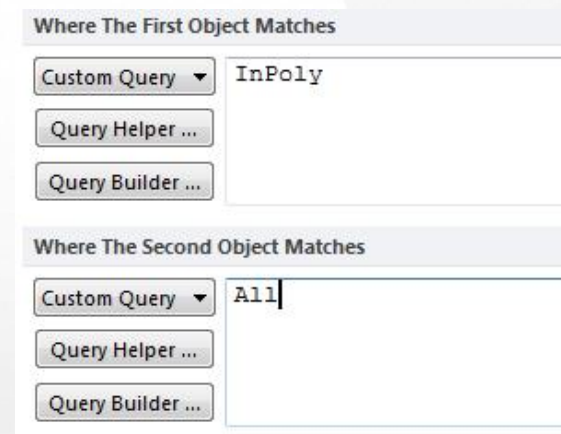 Where The First Object Matches
Custom Query
InPoly
Query Helper ...
Query Builder ...
Where The Second Object Matches
Custom Query
All
Query Helper ...
Query Builder ...